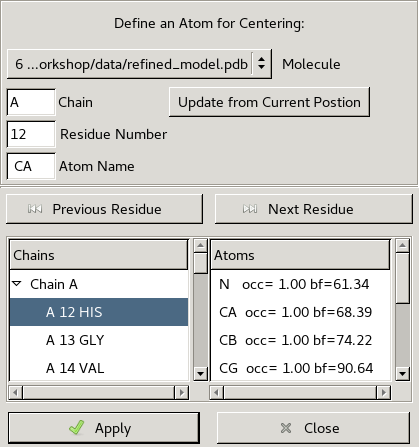 Define an Atom for Centering:
6 ...orkshop/data/refined_model.pdb Molecule
A Chain Update from Current Postion
12 Residue Number
CA Atom Name
Previous Residue Next Residue
Chains Atoms
Chain A N occ= 1.00 bf=61.34
A 12 HIS CA occ= 1.00 bf=68.39
A 13 GLY CB occ= 1.00 bf=74.22
A 14 VAL CG occ= 1.00 bf=90.64
Apply Close